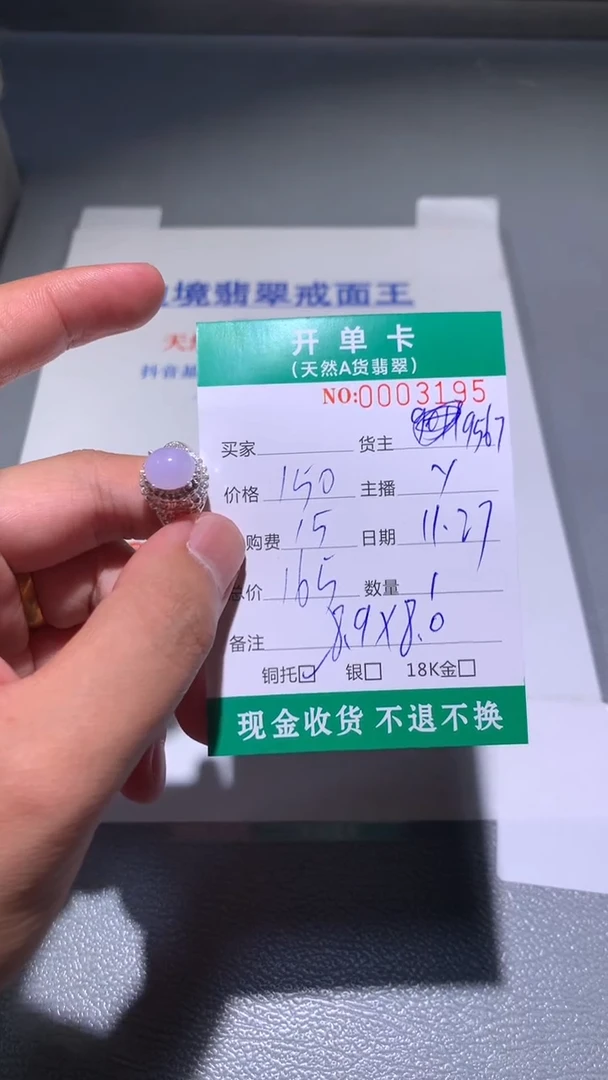 境翡翠戒面王
天
抖音
开单卡
(天然A货翡翠)
NO:0003195
买家 货主 9567
价格 150 主播 Y
购费 15 日期 11.27
总价 165 数量 1
备注 8.9X8.0
铜托☑ 银☐ 18K金☐
现金收货 不退不换